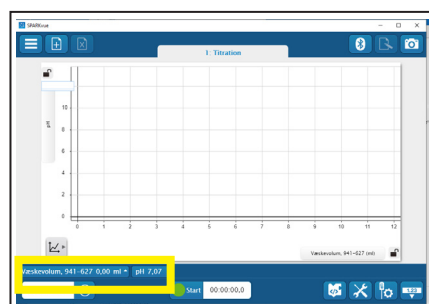 SPARKvue
1. Titration
pH
10
8
6
4
2
0
0 1 2 3 4 5 6 7 8 9 10 11 12
Væskevolum, 941-627 (ml)
Væskevolum, 941-627 0,00 ml pH 7,07
Start 00:00:00,0
1.23